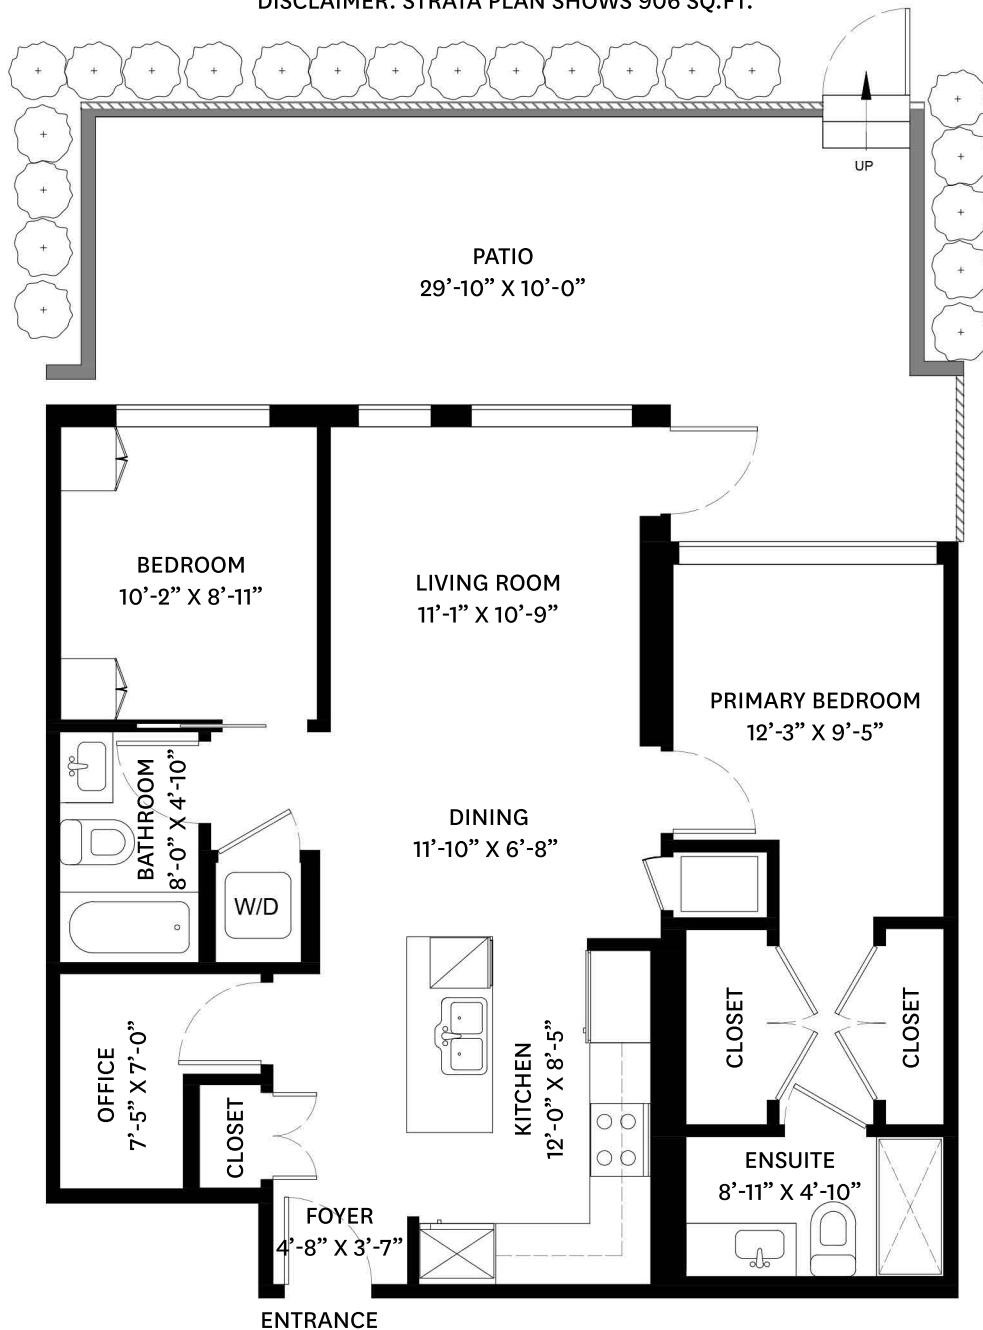 DISCLAIMER: STRATA PLAN SHOWS 906 SQ.FT.
UP
PATIO
29’-10” X 10’-0”
BEDROOM
10’-2” X 8’-11”
LIVING ROOM
11’-1” X 10’-9”
PRIMARY BEDROOM
12’-3” X 9’-5”
BATHROOM
8’-0” X 4’-10”
DINING
11’-10” X 6’-8”
W/D
OFFICE
7’-5” X 7’-0”
CLOSET
KITCHEN
12’-0” X 8’-5”
CLOSET
CLOSET
ENSUITE
8’-11” X 4’-10”
FOYER
4’-8” X 3’-7”
ENTRANCE